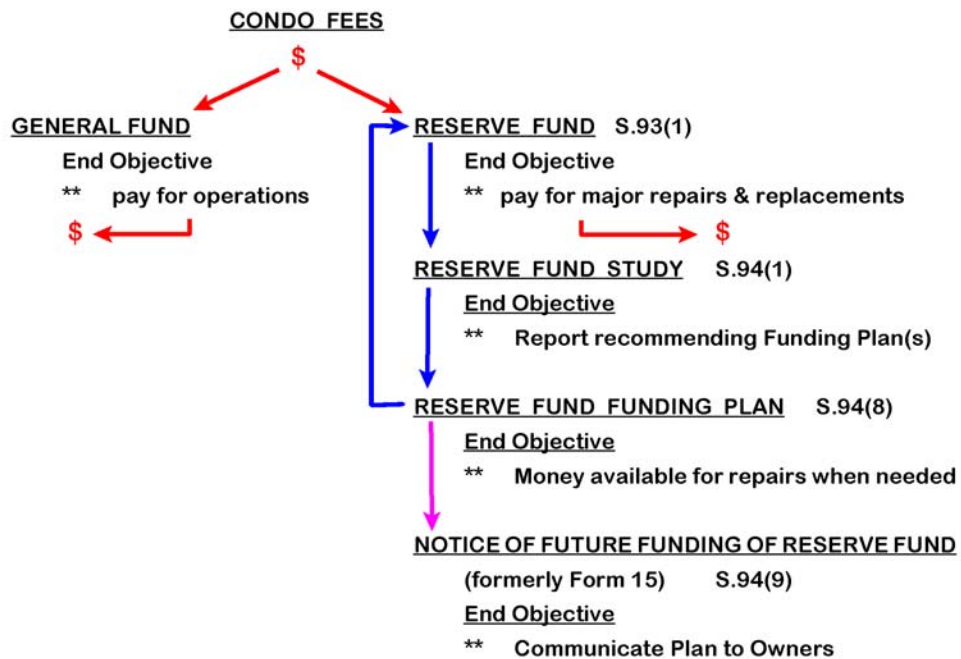 CONDO FEES
$
GENERAL FUND
End Objective
** pay for operations
$
RESERVE FUND S.93(1)
End Objective
** pay for major repairs & replacements
$
RESERVE FUND STUDY S.94(1)
End Objective
** Report recommending Funding Plan(s)
RESERVE FUND FUNDING PLAN S.94(8)
End Objective
** Money available for repairs when needed
NOTICE OF FUTURE FUNDING OF RESERVE FUND
(formerly Form 15) S.94(9)
End Objective
** Communicate Plan to Owners